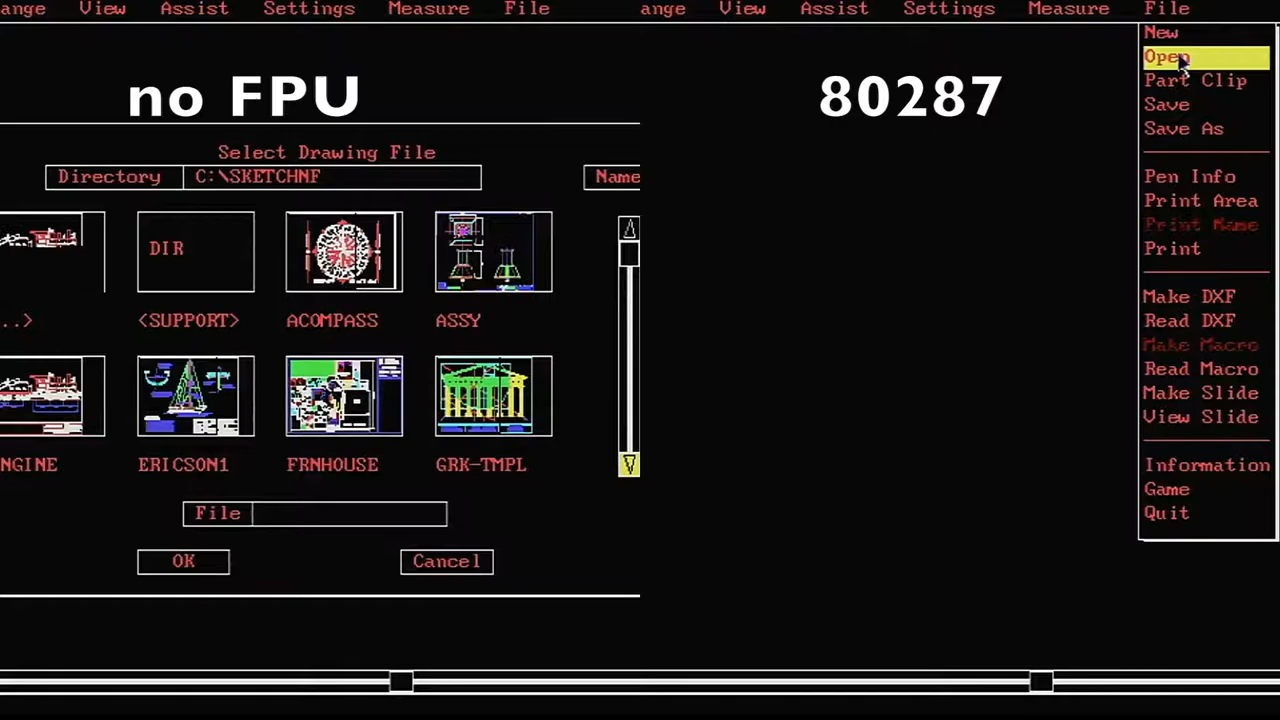 ange View Assist Settings Measure File
no FPU
Select Drawing File
Directory C:\SKETCHNF
Name
DIR
..> <SUPPORT> ACOMPASS ASSY
NGINE ERICSON1 FRNHOUSE GRK-TMPL
File
OK Cancel
ange View Assist Settings Measure File
80287
New
Open
Part Clip
Save
Save As
Pen Info
Print Area
Print Name
Print
Make DXF
Read DXF
Make Macro
Read Macro
Make Slide
View Slide
Information
Game
Quit